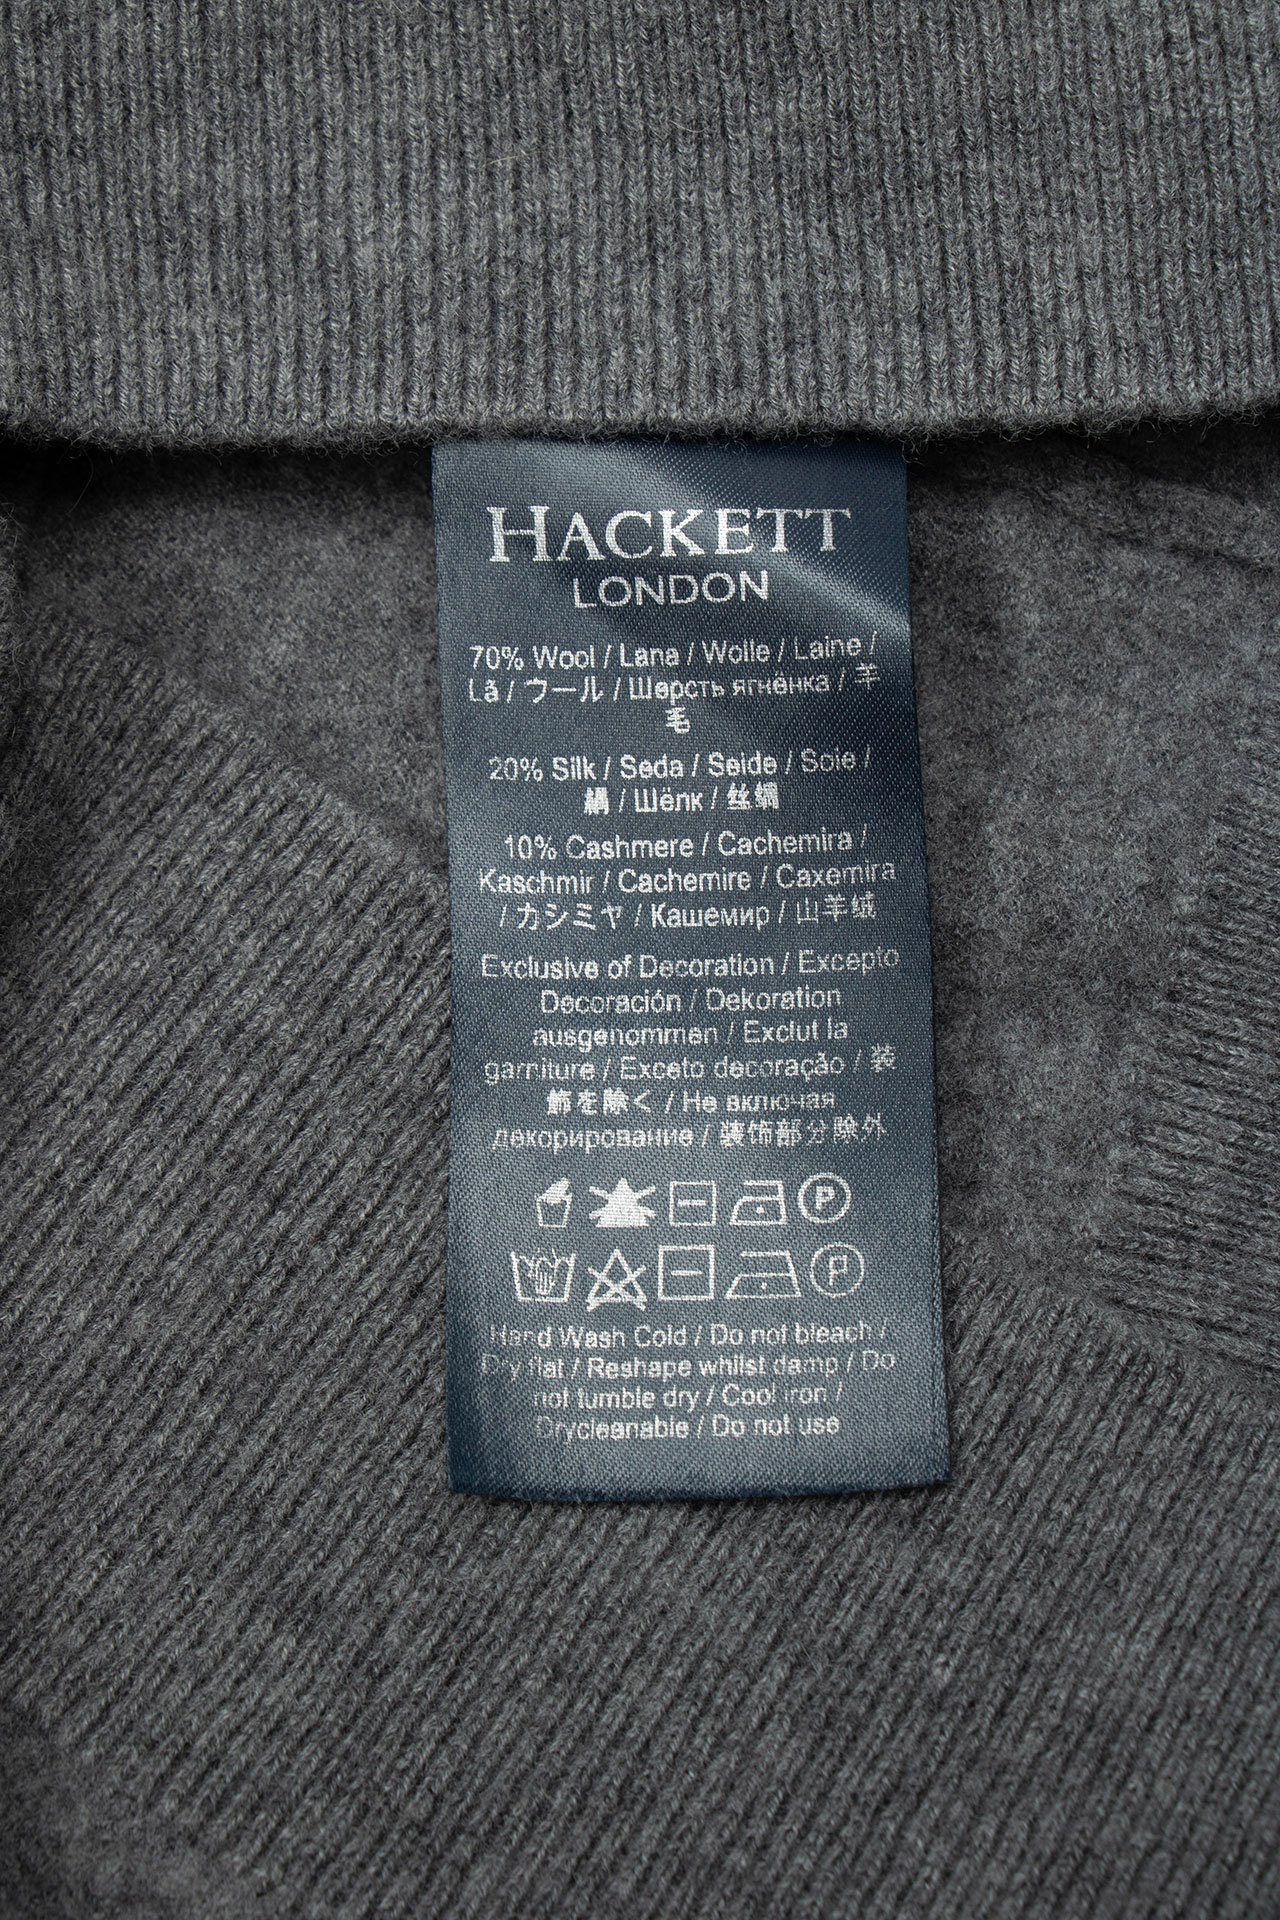 HACKETT
LONDON
70% Wool / Lana / Wolle / Laine /
Lã / ウール / Шерсть ягнёнка / 羊
毛
20% Silk / Seda / Seide / Soie /
絹 / Шёлк / 丝绸
10% Cashmere / Cachemira /
Kaschmir / Cachemire / Caxemira
/ カシミヤ / Кашемир / 山羊绒
Exclusive of Decoration / Excepto
Decoración / Dekoration
ausgenommen / Exclut la
garniture / Exceto decoração / 装
飾を除く / Не включая
декорирование / 装饰部分除外
P
P
Hand Wash Cold / Do not bleach /
Dry flat / Reshape whilst damp / Do
not tumble dry / Cool iron /
Drycleanable / Do not use